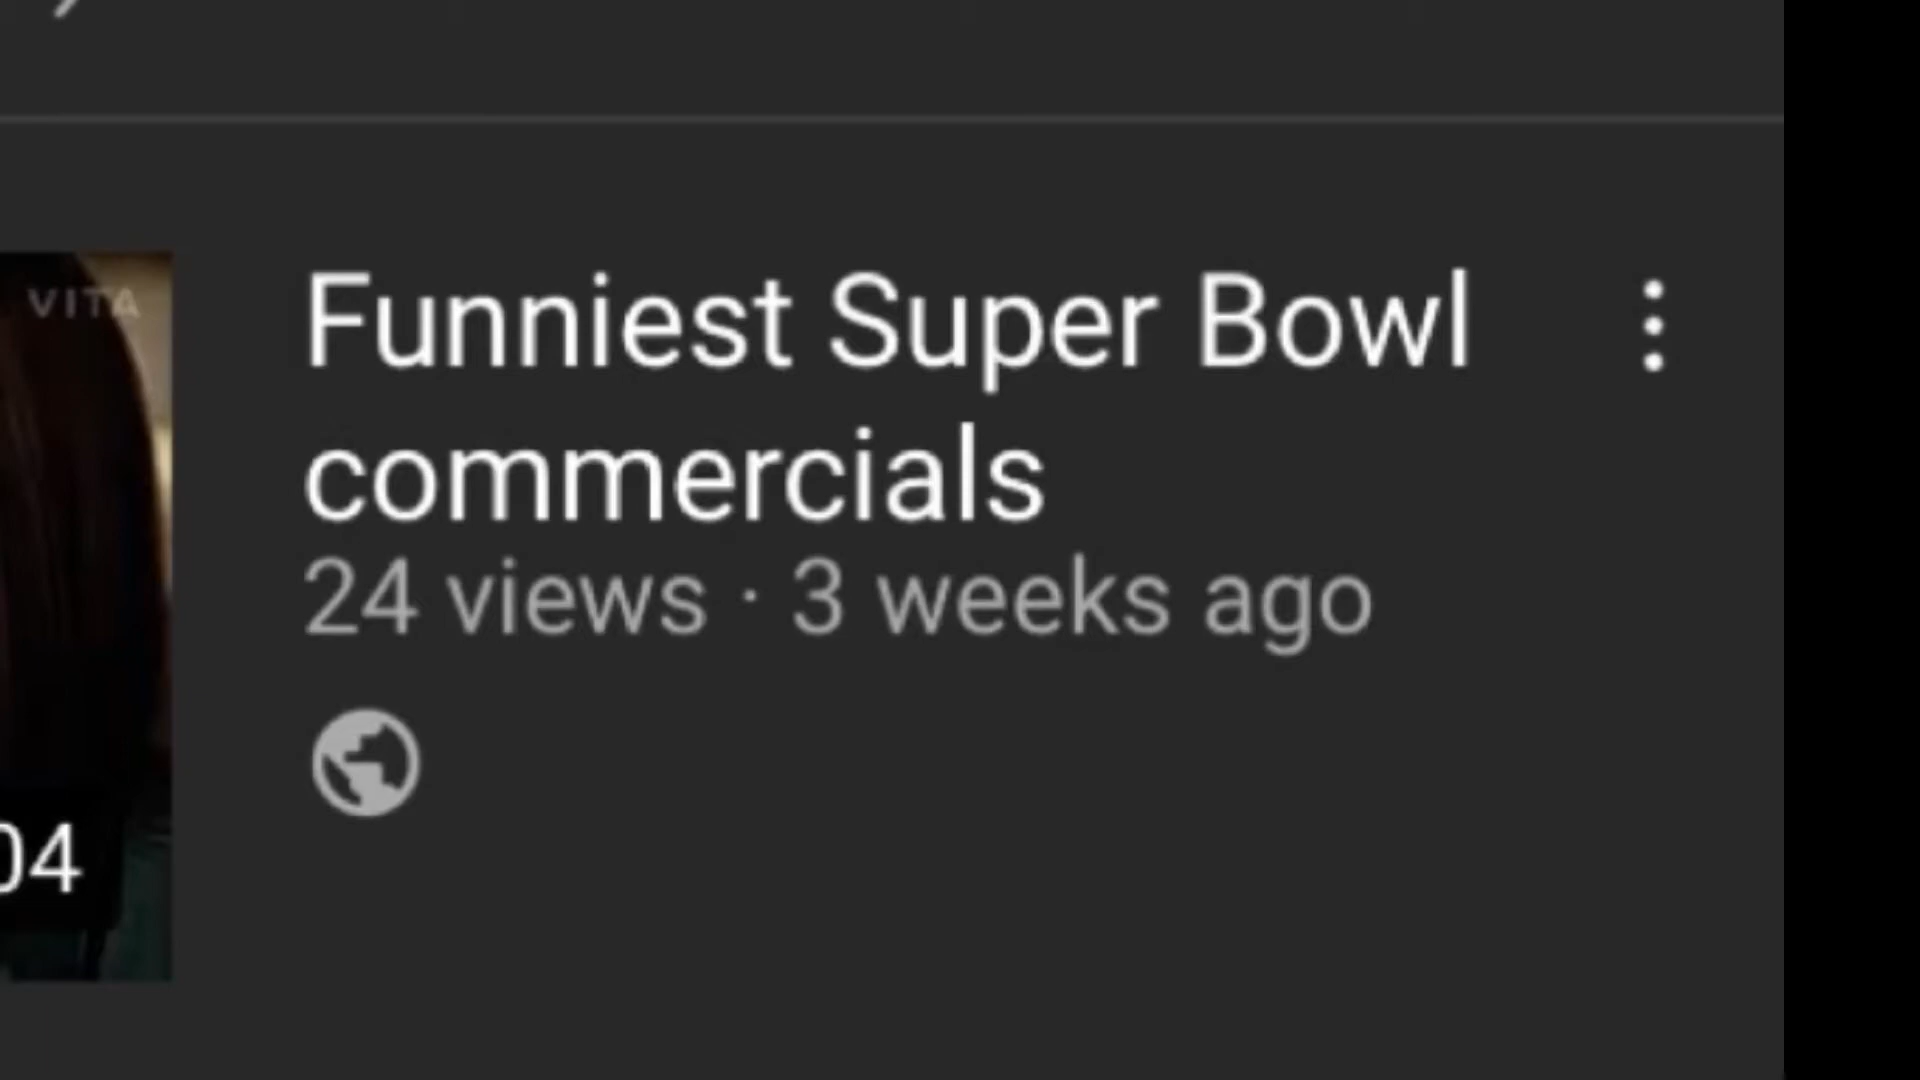 VITA
Funniest Super Bowl
commercials
24 views · 3 weeks ago
04